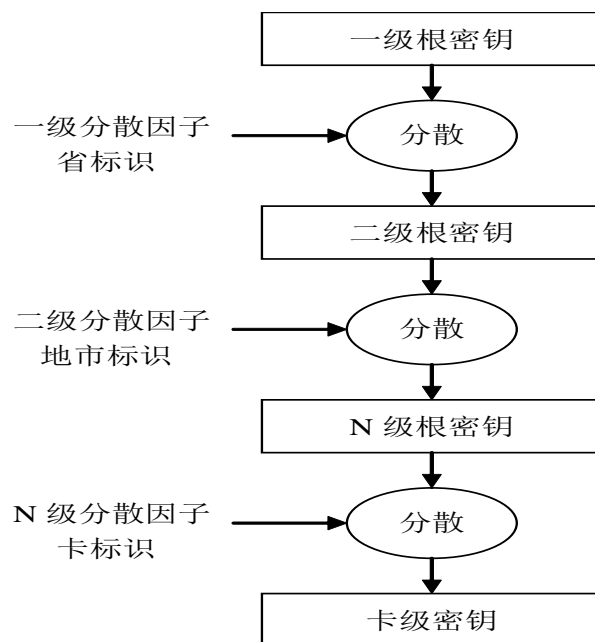 一级根密钥
一级分散因子
省标识
分散
二级根密钥
二级分散因子
地市标识
分散
N 级根密钥
N 级分散因子
卡标识
分散
卡级密钥